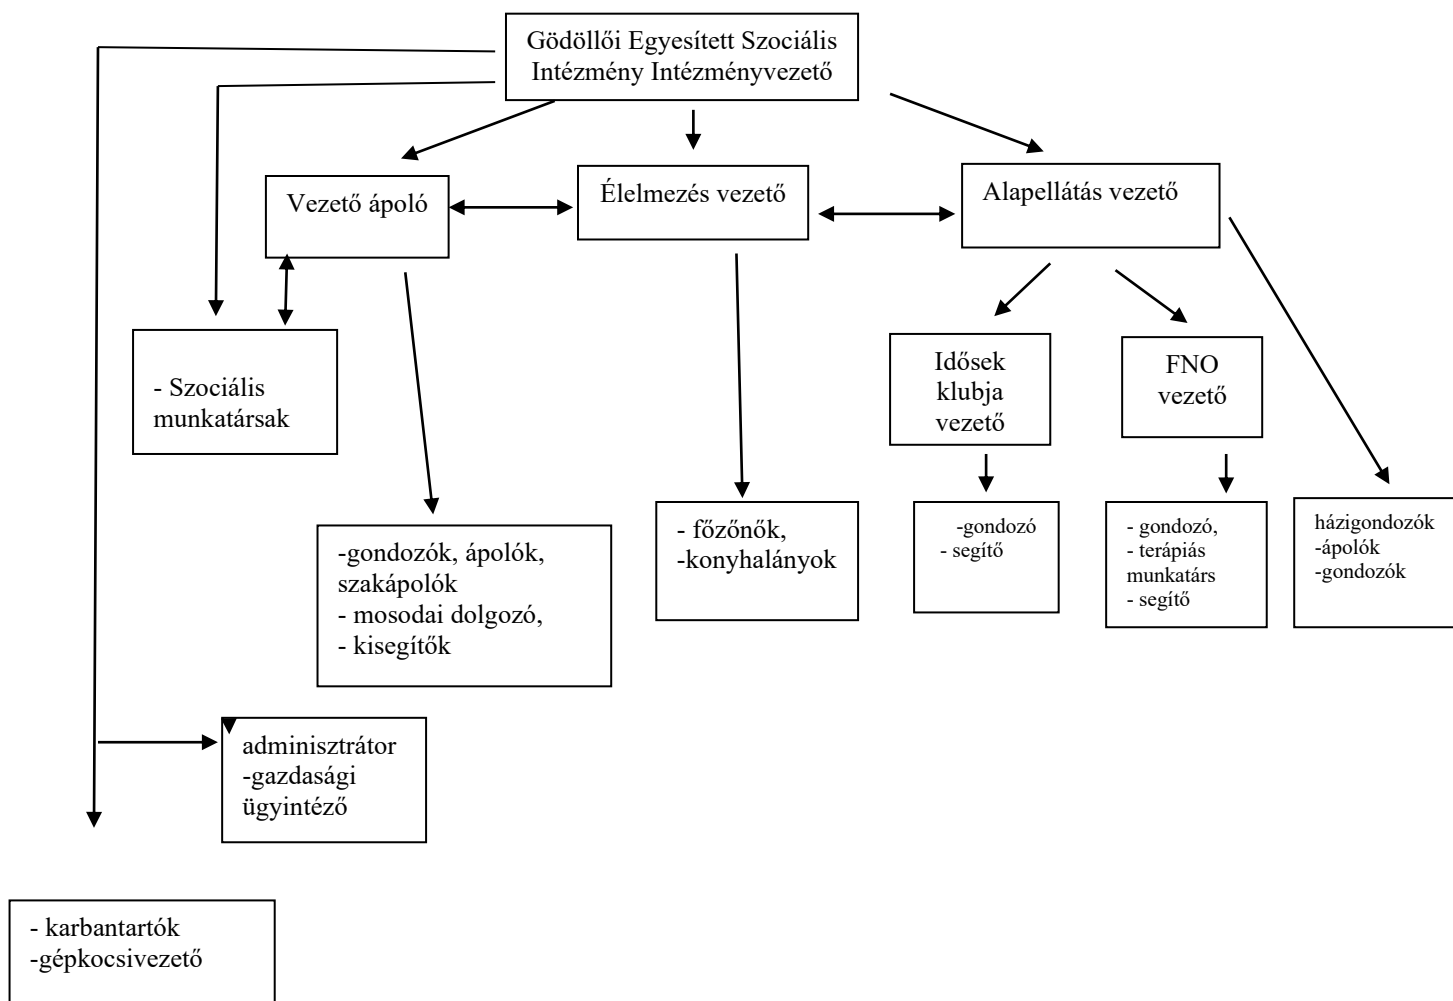 Gödöllői Egyesített Szociális
Intézmény Intézményvezető
Vezető ápoló
Élelmezés vezető
Alapellátás vezető
- Szociális
munkatársak
Idősek
klubja
vezető
FNO
vezető
-gondozók, ápolók,
szakápolók
- mosodai dolgozó,
- kisegítők
- főzőnők,
-konyhalányok
-gondozó
- segítő
- gondozó,
- terápiás
munkatárs
- segítő
házigondozók
-ápolók
-gondozók
adminisztrátor
-gazdasági
ügyintéző
- karbantartók
-gépkocsivezető